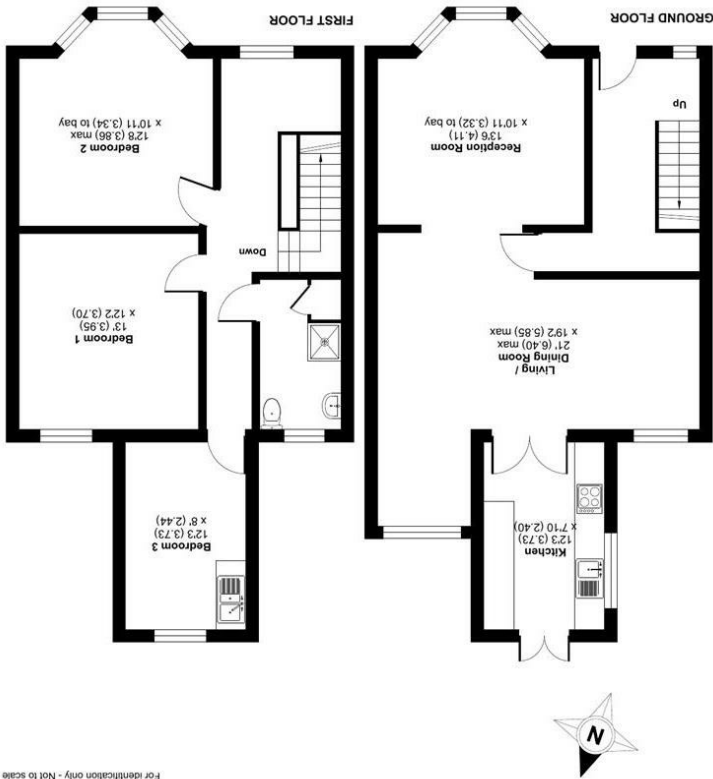 For identification only - Not to scale
N
Kitchen
12'3 (3.73)
x 7'10 (2.40)
Bedroom 3
12'3 (3.73)
x 8' (2.44)
Living /
Dining Room
21' (6.40) max
x 19'2 (5.85) max
Bedroom 1
13' (3.95)
x 12'2 (3.70)
Down
Up
Reception Room
13'6 (4.11)
x 10'11 (3.32) to bay
Bedroom 2
12'8 (3.86) max
x 10'11 (3.34) to bay
GROUND FLOOR
FIRST FLOOR